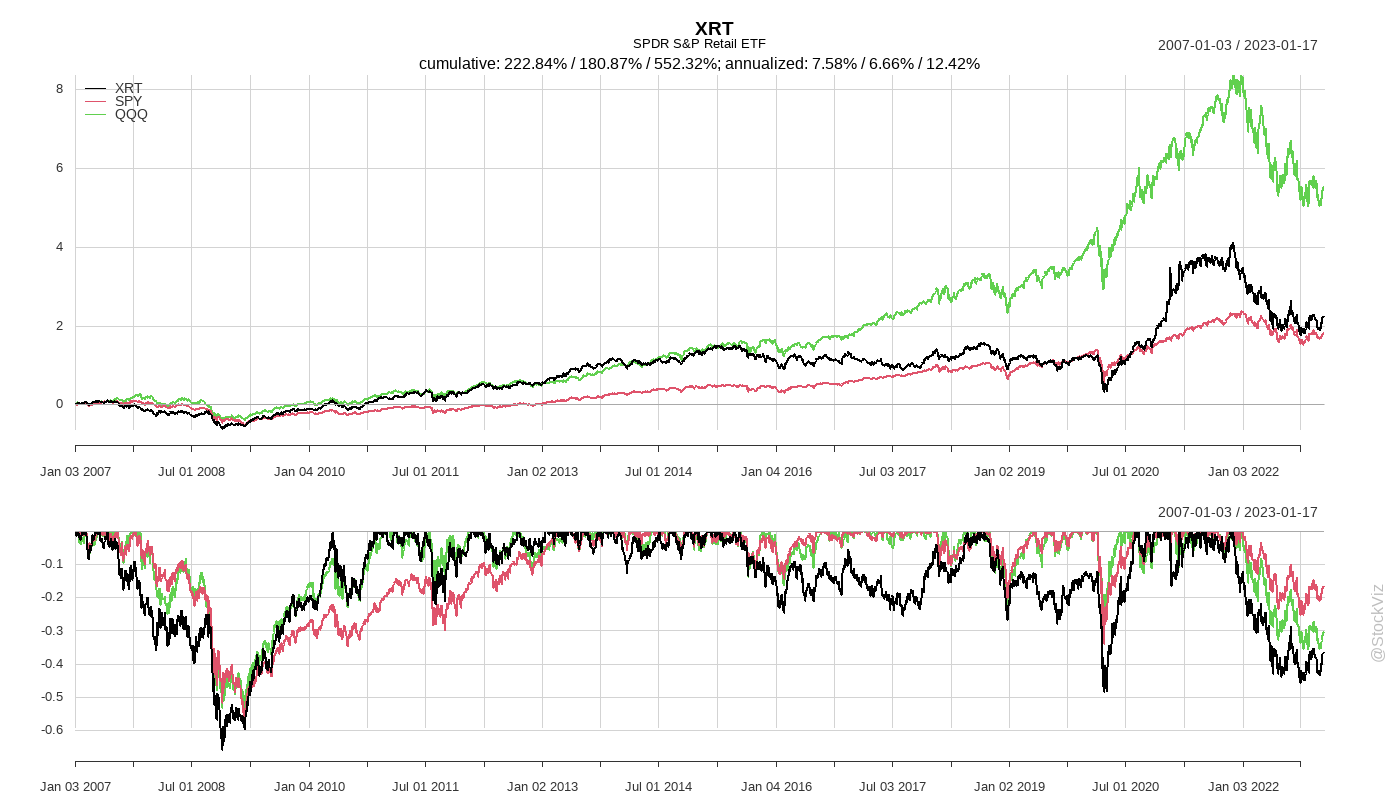 XRT
SPDR S&P Retail ETF
2007-01-03 / 2023-01-17
cumulative: 222.84% / 180.87% / 552.32%; annualized: 7.58% / 6.66% / 12.42%
XRT
SPY
QQQ
8
6
4
2
0
Jan 03 2007 Jul 01 2008 Jan 04 2010 Jul 01 2011 Jan 02 2013 Jul 01 2014 Jan 04 2016 Jul 03 2017 Jan 02 2019 Jul 01 2020 Jan 03 2022
2007-01-03 / 2023-01-17
-0.1
-0.2
-0.3
-0.4
-0.5
-0.6
Jan 03 2007 Jul 01 2008 Jan 04 2010 Jul 01 2011 Jan 02 2013 Jul 01 2014 Jan 04 2016 Jul 03 2017 Jan 02 2019 Jul 01 2020 Jan 03 2022
@StockViz